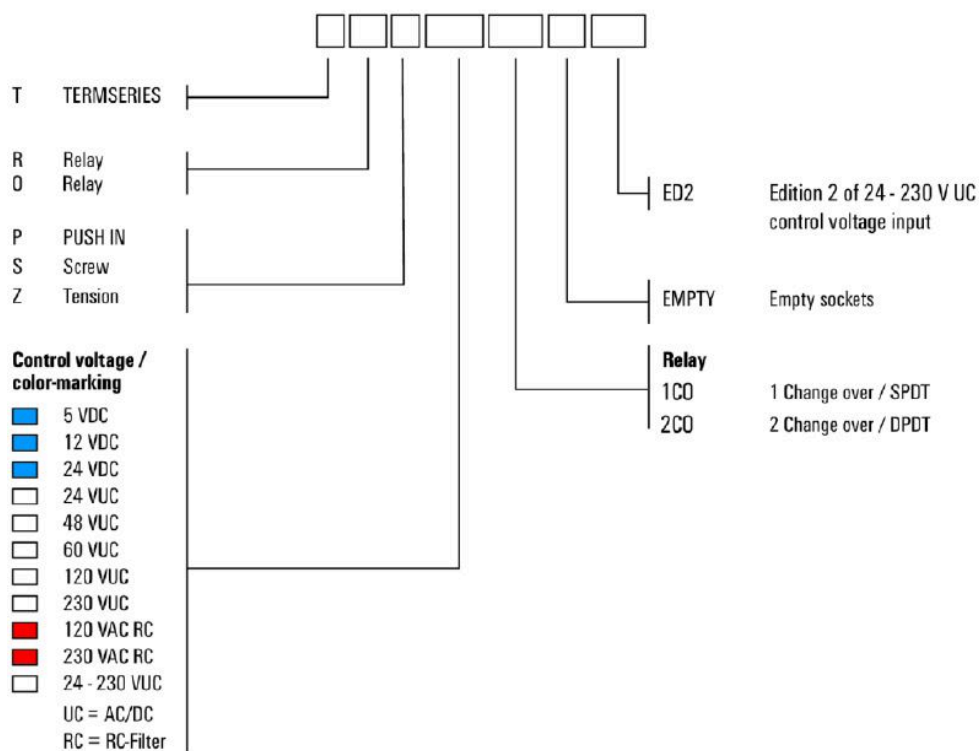 T TERMSERIES
R Relay
O Relay
P PUSH IN
S Screw
Z Tension
Control voltage /
color-marking
5 VDC
12 VDC
24 VDC
24 VUC
48 VUC
60 VUC
120 VUC
230 VUC
120 VAC RC
230 VAC RC
24 - 230 VUC
UC = AC/DC
RC = RC-Filter
ED2 Edition 2 of 24 - 230 V UC
control voltage input
EMPTY Empty sockets
Relay
1CO 1 Change over / SPDT
2CO 2 Change over / DPDT